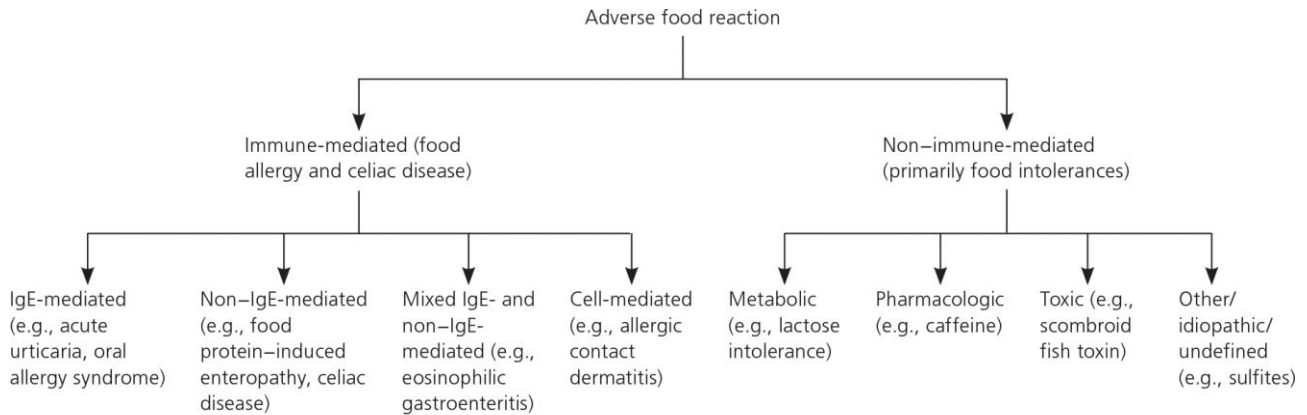 Adverse food reaction
Immune-mediated (food
allergy and celiac disease)
Non–immune-mediated
(primarily food intolerances)
IgE-mediated
(e.g., acute
urticaria, oral
allergy syndrome)
Non–IgE-mediated
(e.g., food
protein–induced
enteropathy, celiac
disease)
Mixed IgE- and
non–IgE-
mediated (e.g.,
eosinophilic
gastroenteritis)
Cell-mediated
(e.g., allergic
contact
dermatitis)
Metabolic
(e.g., lactose
intolerance)
Pharmacologic
(e.g., caffeine)
Toxic (e.g.,
scombroid
fish toxin)
Other/
idiopathic/
undefined
(e.g., sulfites)